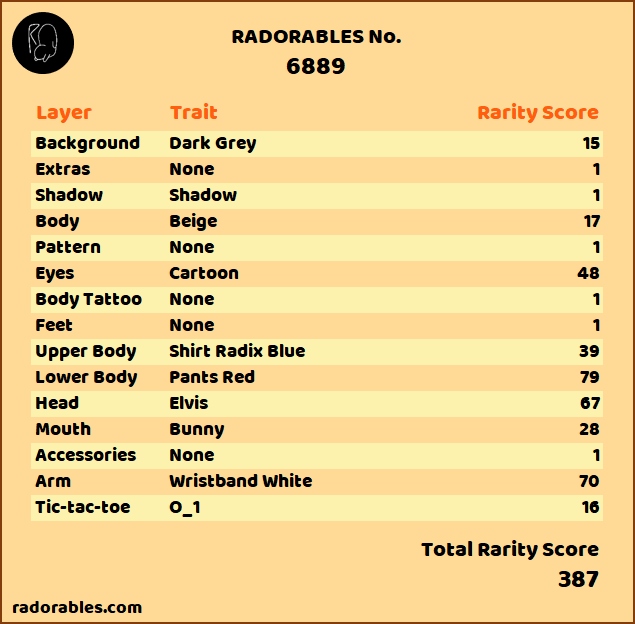 RADORABLES No.
6889
Layer Trait Rarity Score
Background Dark Grey 15
Extras None 1
Shadow Shadow 1
Body Beige 17
Pattern None 1
Eyes Cartoon 48
Body Tattoo None 1
Feet None 1
Upper Body Shirt Radix Blue 39
Lower Body Pants Red 79
Head Elvis 67
Mouth Bunny 28
Accessories None 1
Arm Wristband White 70
Tic-tac-toe O_1 16
Total Rarity Score
387
radorables.com